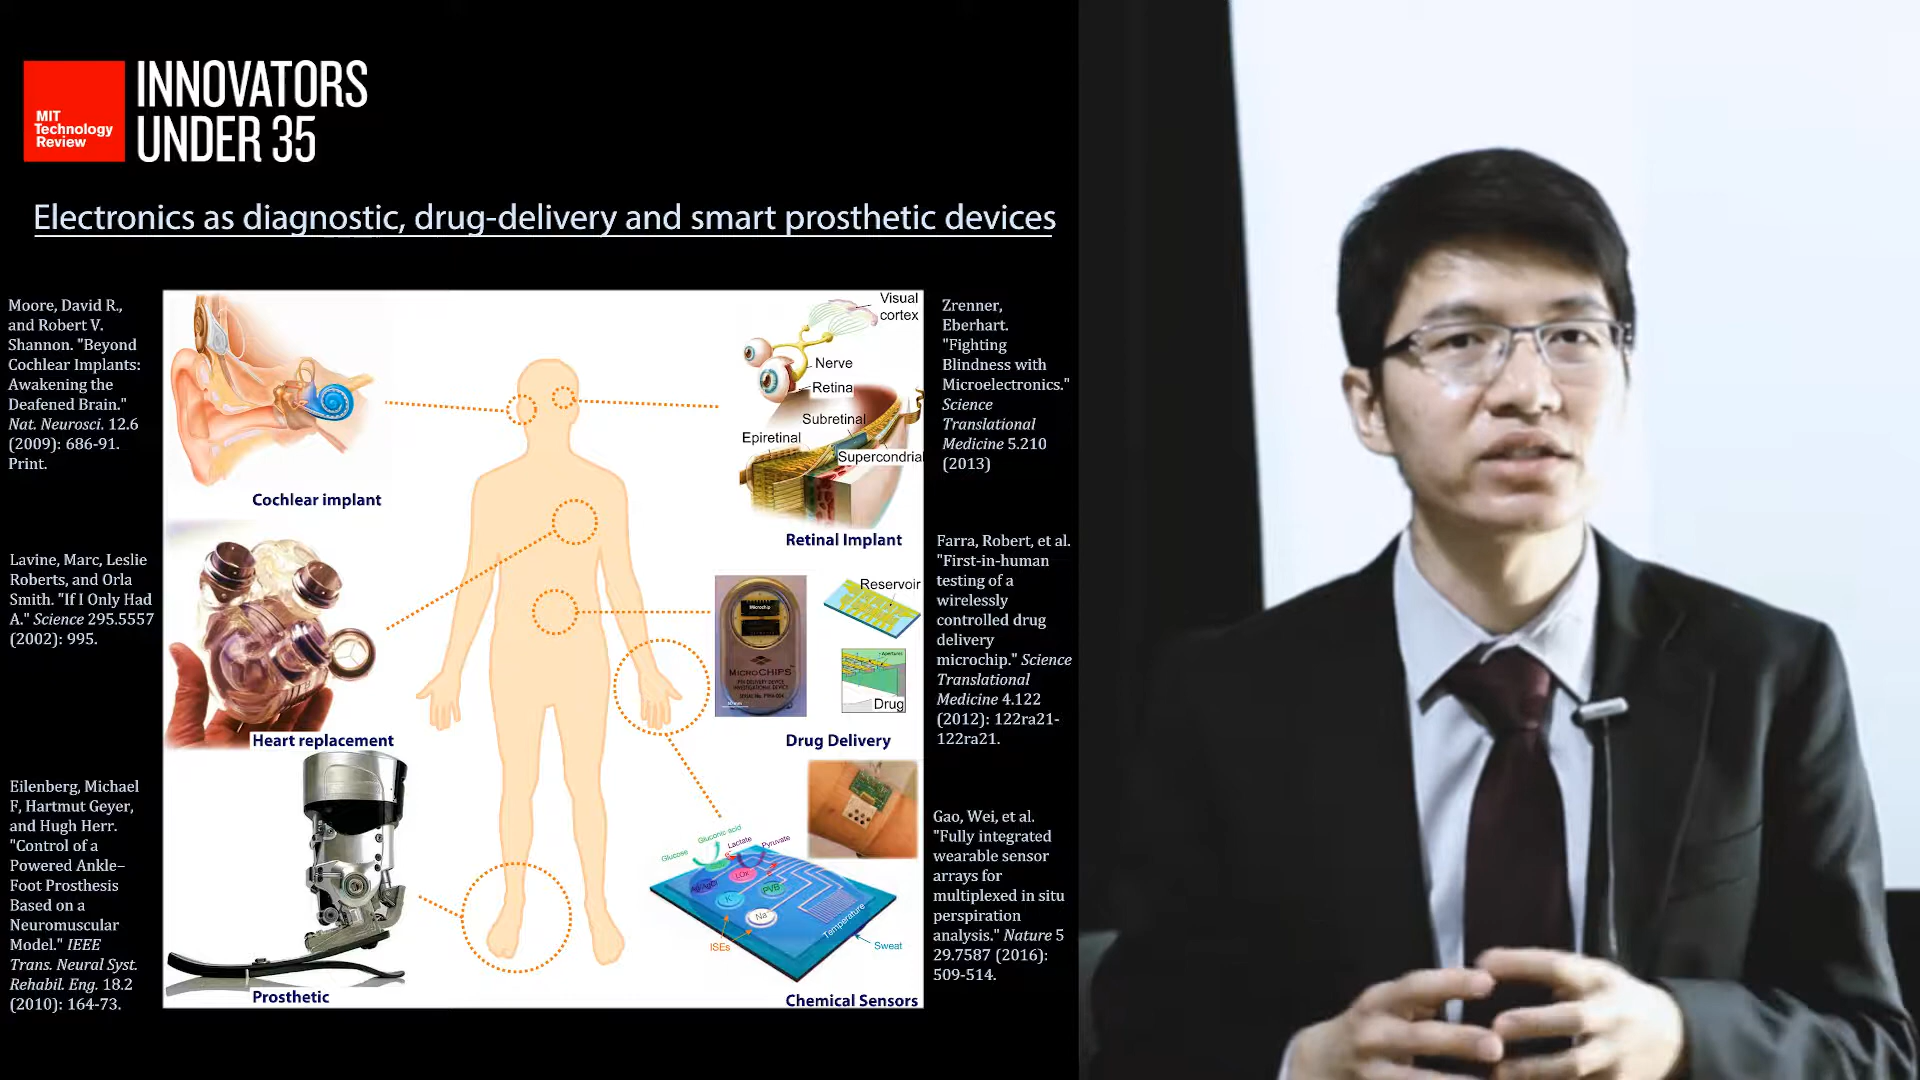 MIT
Technology
Review
INNOVATORS
UNDER 35
Electronics as diagnostic, drug-delivery and smart prosthetic devices
Moore, David R.,
and Robert V.
Shannon. "Beyond
Cochlear Implants:
Awakening the
Deafened Brain."
Nat. Neurosci. 12.6
(2009): 686-91.
Print.
Lavine, Marc, Leslie
Roberts, and Orla
Smith. "If I Only Had
A." Science 295.5557
(2002): 995.
Eilenberg, Michael
F, Hartmut Geyer,
and Hugh Herr.
"Control of a
Powered Ankle–
Foot Prosthesis
Based on a
Neuromuscular
Model." IEEE
Trans. Neural Syst.
Rehabil. Eng. 18.2
(2010): 164-73.
Cochlear implant
Heart replacement
Prosthetic
Visual
cortex
Nerve
Retina
Subretinal
Epiretinal
Supercondrial
Retinal Implant
Microchip
MICROCHIPS
Reservoir
Apertures
Drug
Drug Delivery
Gluconic acid
Glucose
Lactate
Pyruvate
LOx
Ag/AgCl
PVB
K
Na
ISEs
Temperature
Sweat
Chemical Sensors
Zrenner,
Eberhart.
"Fighting
Blindness with
Microelectronics."
Science
Translational
Medicine 5.210
(2013)
Farra, Robert, et al.
"First-in-human
testing of a
wirelessly
controlled drug
delivery
microchip." Science
Translational
Medicine 4.122
(2012): 122ra21-
122ra21.
Gao, Wei, et al.
"Fully integrated
wearable sensor
arrays for
multiplexed in situ
perspiration
analysis." Nature 5
29.7587 (2016):
509-514.